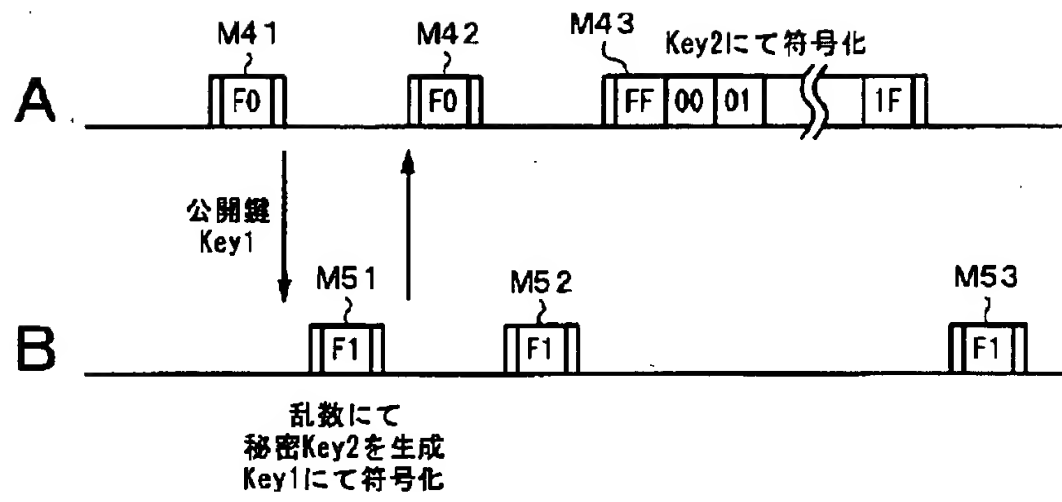 M41
M42
M43
Key2にて符号化
A
F0
F0
FF 00 01 1F
公開鍵
Key1
M51
M52
M53
B
F1
F1
F1
乱数にて
秘密Key2を生成
Key1にて符号化